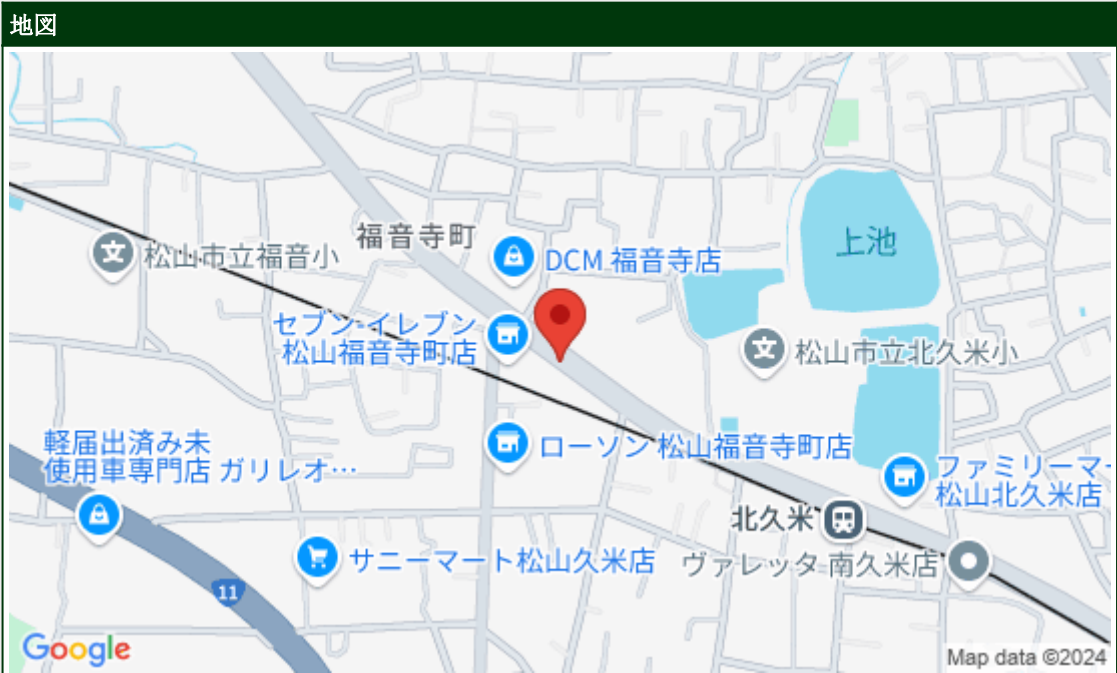 地図
福音寺町
松山市立福音小
DCM 福音寺店
上池
セブン-イレブン
松山福音寺町店
松山市立北久米小
軽届出済み未
使用車専門店 ガリレオ…
ローソン 松山福音寺町店
ファミリーマー
松山北久米店
北久米
サニーマート松山久米店
ヴァレッタ 南久米店
11
Google
Map data ©2024